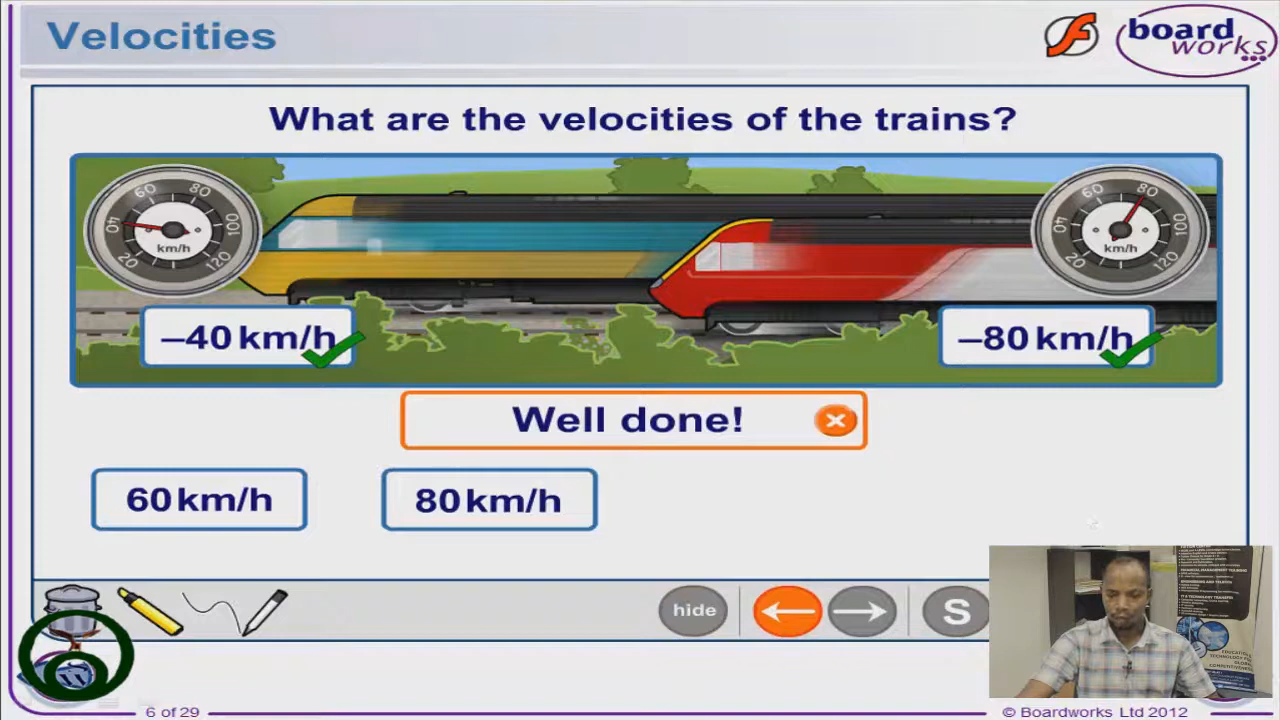 Velocities
board
works
What are the velocities of the trains?
20 40 60 80 100 120
km/h
20 40 60 80 100 120
km/h
–40 km/h
–80 km/h
Well done!
60 km/h
80 km/h
hide
S
6 of 29
© Boardworks Ltd 2012